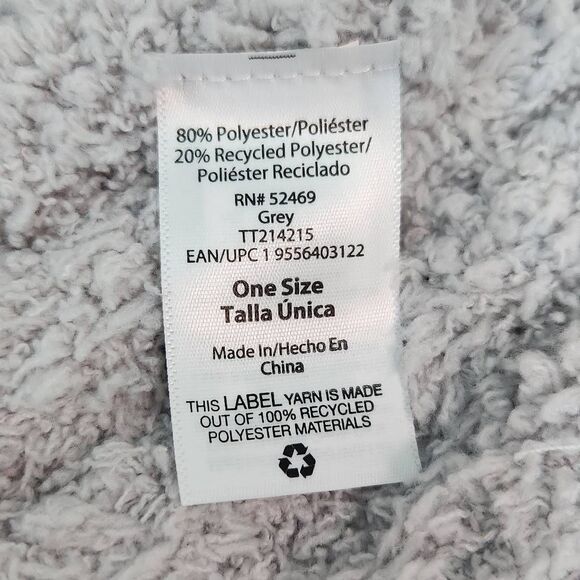 80% Polyester/Poliéster
20% Recycled Polyester/
Poliéster Reciclado
RN# 52469
Grey
TT214215
EAN/UPC 1 9556403122
One Size
Talla Única
Made In/Hecho En
China
THIS LABEL YARN IS MADE
OUT OF 100% RECYCLED
POLYESTER MATERIALS